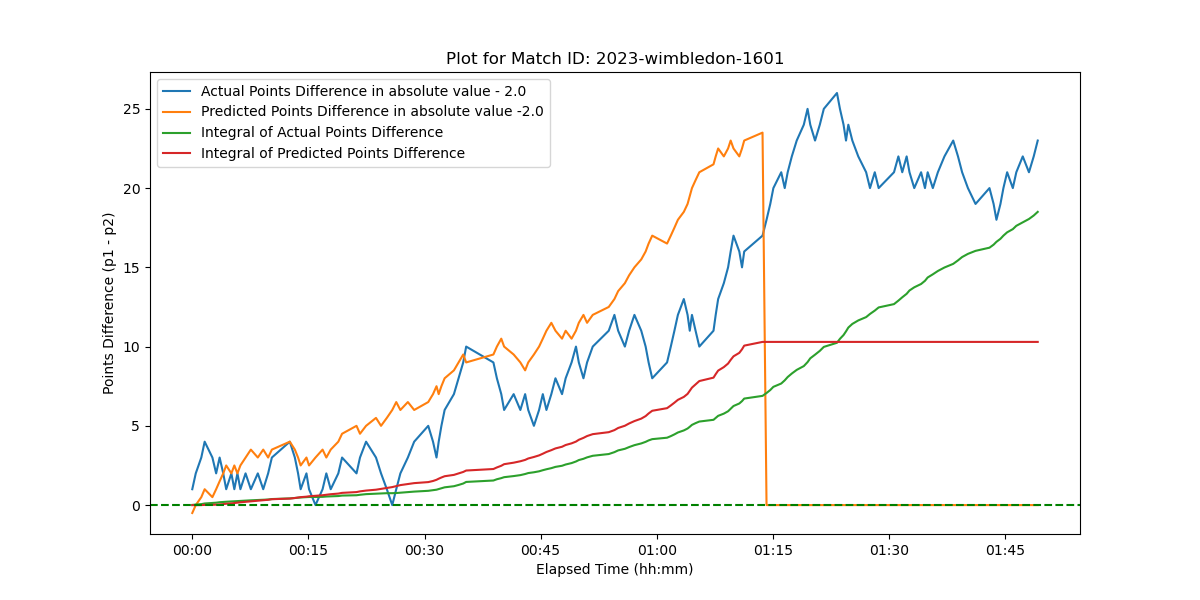 Plot for Match ID: 2023-wimbledon-1601
Actual Points Difference in absolute value - 2.0
Predicted Points Difference in absolute value -2.0
Integral of Actual Points Difference
Integral of Predicted Points Difference
Points Difference (p1 - p2)
25
20
15
10
5
0
00:00 00:15 00:30 00:45 01:00 01:15 01:30 01:45
Elapsed Time (hh:mm)